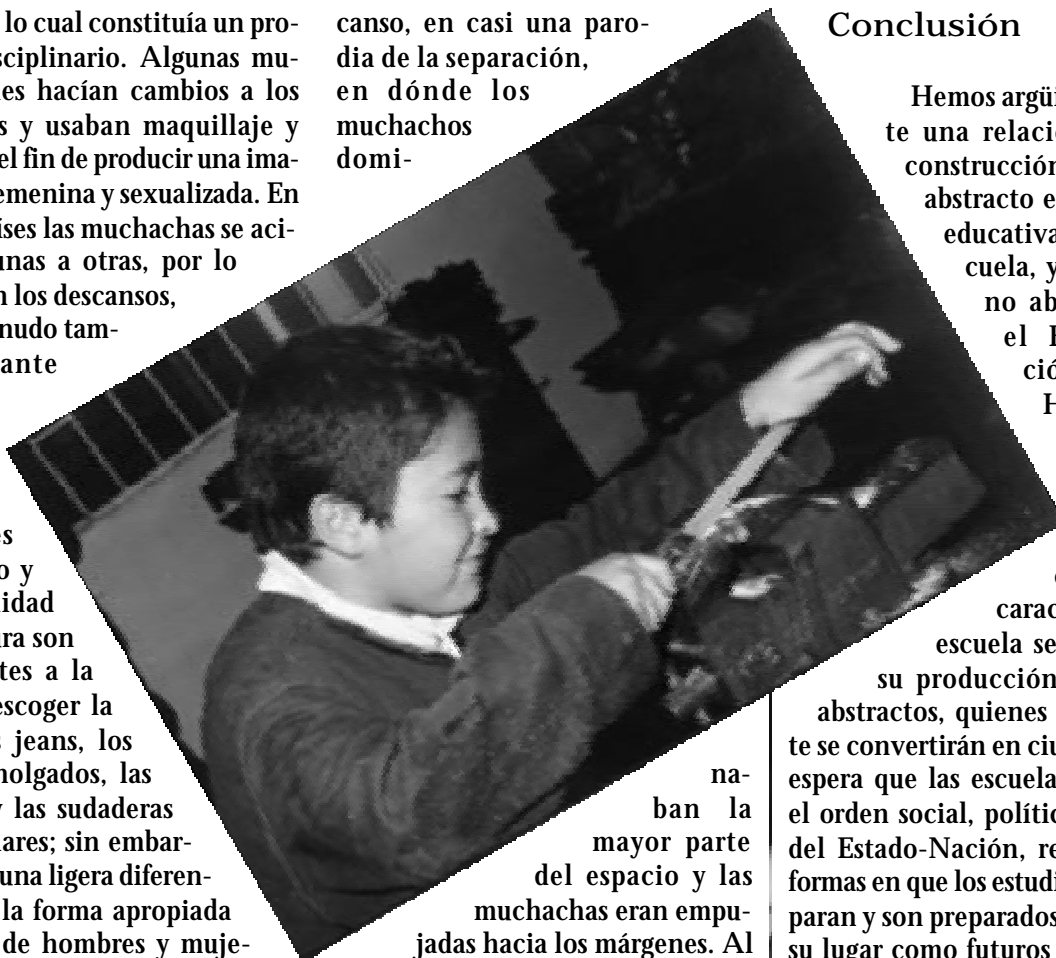 lo cual constituía un pro-
sciplinario. Algunas mu-
es hacían cambios a los
s y usaban maquillaje y
el fin de producir una ima-
emenina y sexualizada. En
íses las muchachas se aci-
unas a otras, por lo
n los descansos,
nudo tam-
ante
es
o y
idad
ura son
tes a la
escoger la
s jeans, los
holgados, las
y las sudaderas
lares; sin embar-
una ligera diferen-
la forma apropiada
de hombres y muje-
canso, en casi una paro-
dia de la separación,
en dónde los
muchachos
domi-
na-
ban la
mayor parte
del espacio y las
muchachas eran empu-
jadas hacia los márgenes. Al
Conclusión
Hemos argüi
te una relaci
construcción
abstracto e
educativa
cuela, y
no ab
el E
ció
H
carac
escuela se
su producción
abstractos, quienes
te se convertirán en ciu
espera que las escuela
el orden social, polític
del Estado-Nación, re
formas en que los estudi
paran y son preparados
su lugar como futuros